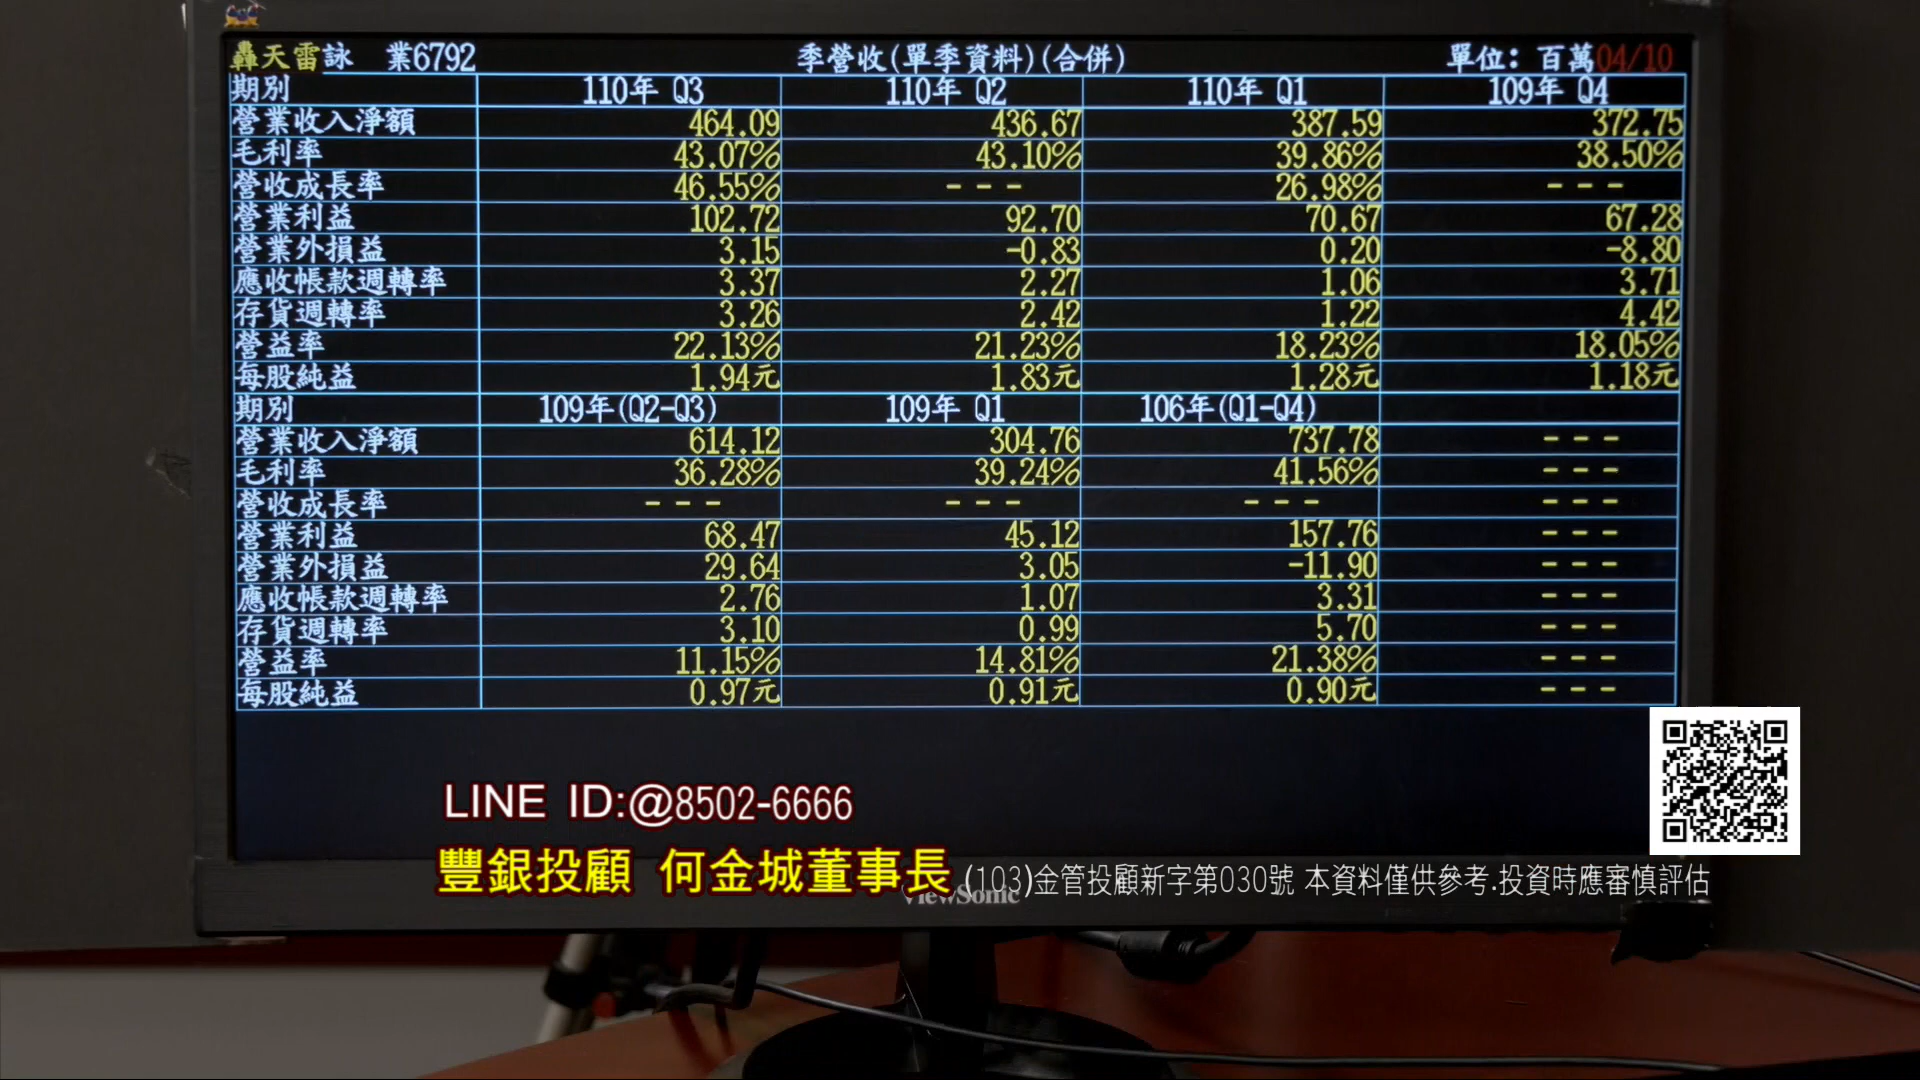 轟天雷詠 業6792 季營收(單季資料)(合併) 單位：百萬04/10
期別 110年 Q3 110年 Q2 110年 Q1 109年 Q4
營業收入淨額 464.09 436.67 387.59 372.75
毛利率 43.07% 43.10% 39.86% 38.50%
營收成長率 46.55% --- 26.98% ---
營業利益 102.72 92.70 70.67 67.28
營業外損益 3.15 -0.83 0.20 -8.80
應收帳款週轉率 3.37 2.27 1.06 3.71
存貨週轉率 3.26 2.42 1.22 4.42
營益率 22.13% 21.23% 18.23% 18.05%
每股純益 1.94元 1.83元 1.28元 1.18元
期別 109年(Q2-Q3) 109年 Q1 106年(Q1-Q4)
營業收入淨額 614.12 304.76 737.78 ---
毛利率 36.28% 39.24% 41.56% ---
營收成長率 --- --- --- ---
營業利益 68.47 45.12 157.76 ---
營業外損益 29.64 3.05 -11.90 ---
應收帳款週轉率 2.76 1.07 3.31 ---
存貨週轉率 3.10 0.99 5.70 ---
營益率 11.15% 14.81% 21.38% ---
每股純益 0.97元 0.91元 0.90元 ---
LINE ID:@8502-6666
豐銀投顧 何金城董事長 (103)金管投顧新字第030號 本資料僅供參考.投資時應審慎評估
ViewSonic